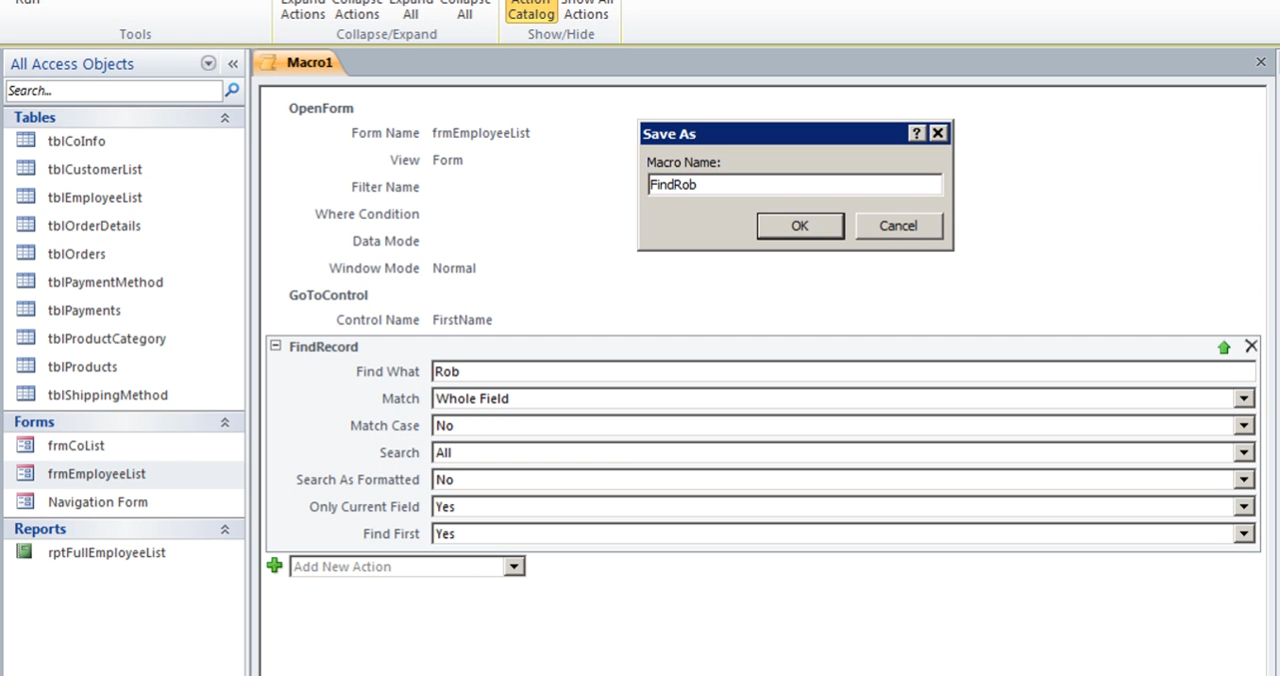 Run
Expand Collapse Expand Collapse Action Show All
Actions Actions All All Catalog Actions
Tools Collapse/Expand Show/Hide
All Access Objects
Search...
Tables
tblCoInfo
tblCustomerList
tblEmployeeList
tblOrderDetails
tblOrders
tblPaymentMethod
tblPayments
tblProductCategory
tblProducts
tblShippingMethod
Forms
frmCoList
frmEmployeeList
Navigation Form
Reports
rptFullEmployeeList
Macro1
OpenForm
Form Name frmEmployeeList
View Form
Filter Name
Where Condition
Data Mode
Window Mode Normal
GoToControl
Control Name FirstName
FindRecord
Find What Rob
Match Whole Field
Match Case No
Search All
Search As Formatted No
Only Current Field Yes
Find First Yes
Add New Action
Save As
Macro Name:
FindRob
OK Cancel